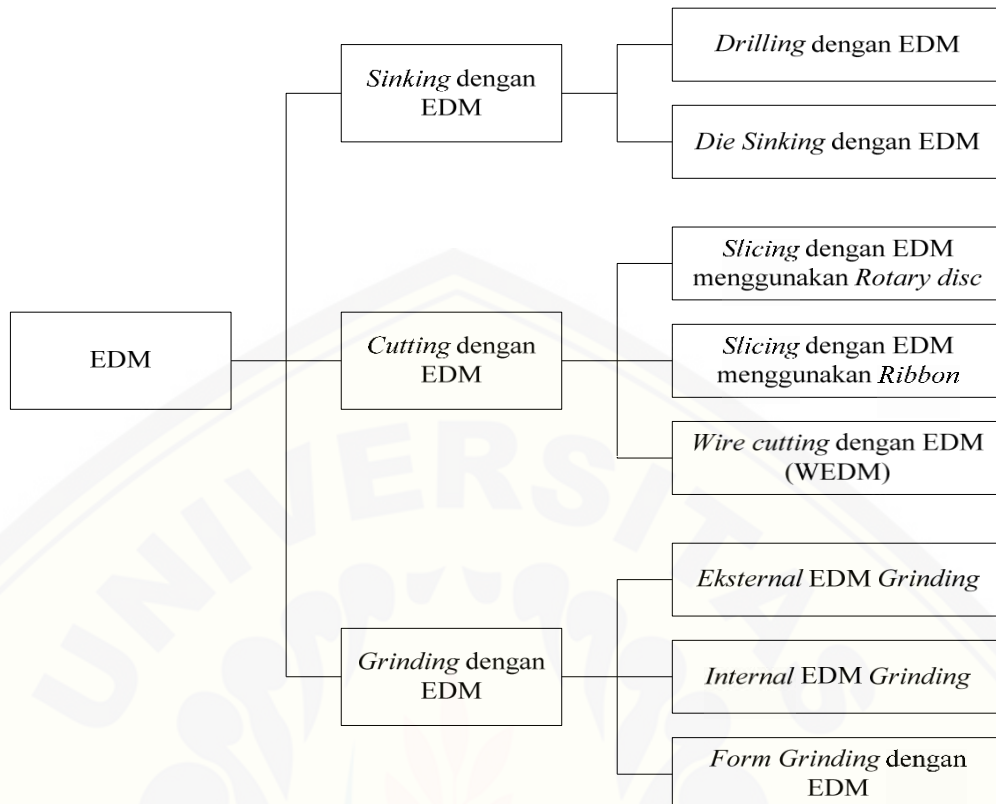 Drilling dengan EDM
Sinking dengan
EDM
Die Sinking dengan EDM
Slicing dengan EDM
menggunakan Rotary disc
EDM
Cutting dengan
EDM
Slicing dengan EDM
menggunakan Ribbon
Wire cutting dengan EDM
(WEDM)
Eksternal EDM Grinding
Grinding dengan
EDM
Internal EDM Grinding
Form Grinding dengan
EDM
UNIVERSITAS